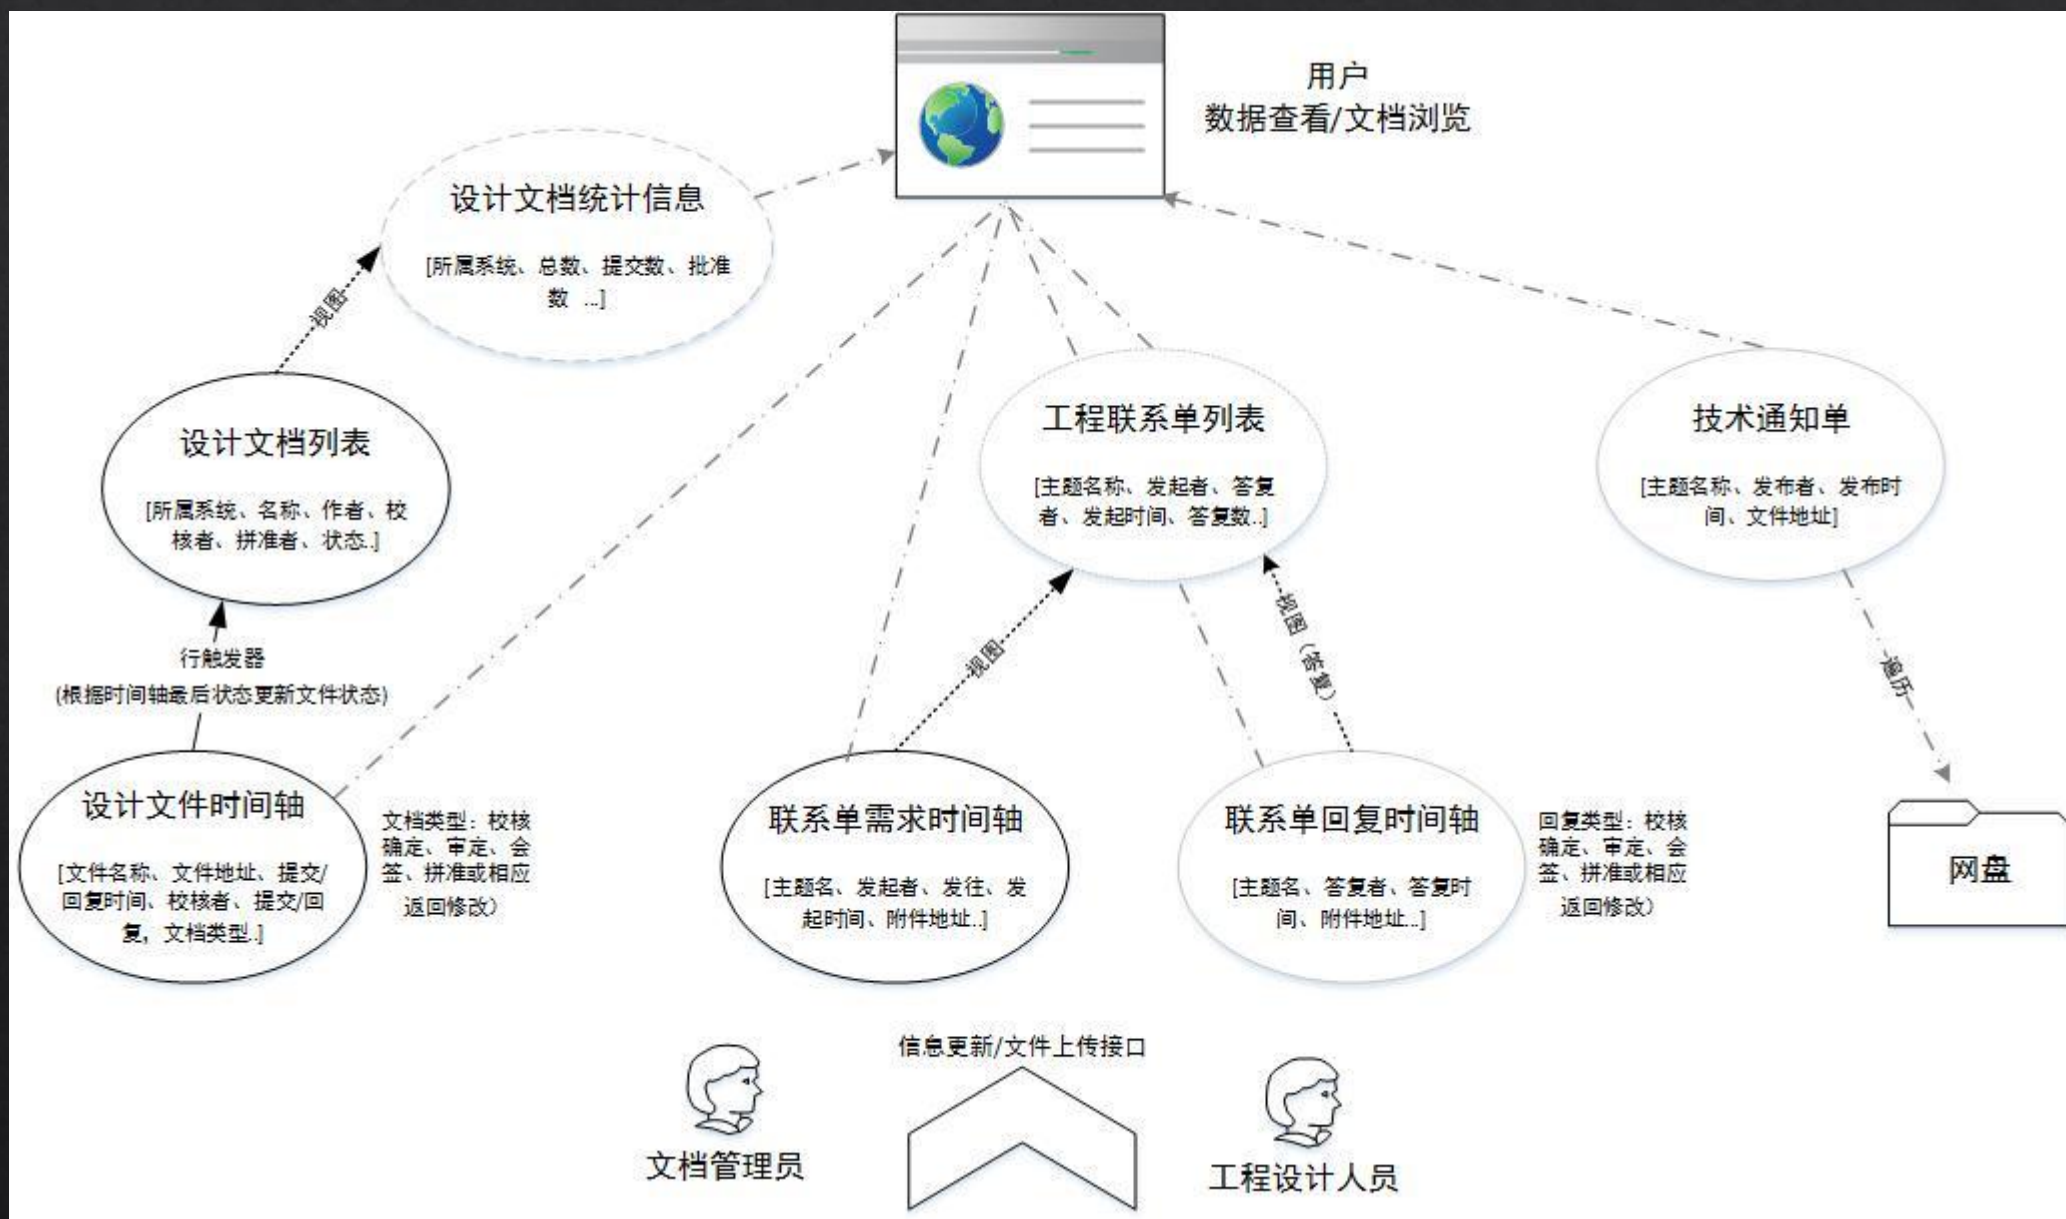 用户
数据查看/文档浏览
设计文档统计信息
[所属系统、总数、提交数、批准
数 ...]
视图
设计文档列表
[所属系统、名称、作者、校
核者、拼准者、状态..]
工程联系单列表
[主题名称、发起者、答复
者、发起时间、答复数..]
技术通知单
[主题名称、发布者、发布时
间、文件地址]
行触发器
(根据时间轴最后状态更新文件状态)
视图
视图（答复）
遍历
设计文件时间轴
[文件名称、文件地址、提交/
回复时间、校核者、提交/回
复，文档类型..]
文档类型：校核
确定、审定、会
签、拼准或相应
返回修改）
联系单需求时间轴
[主题名、发起者、发往、发
起时间、附件地址..]
联系单回复时间轴
[主题名、答复者、答复时
间、附件地址...]
回复类型：校核
确定、审定、会
签、拼准或相应
返回修改）
网盘
信息更新/文件上传接口
文档管理员
工程设计人员